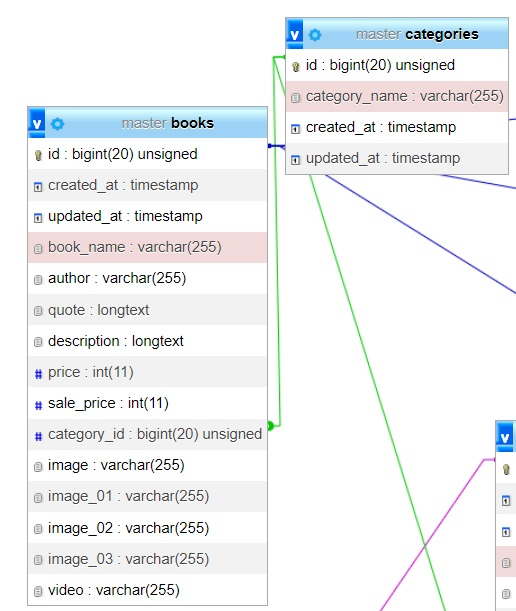 master categories
id : bigint(20) unsigned
category_name : varchar(255)
created_at : timestamp
updated_at : timestamp
master books
id : bigint(20) unsigned
created_at : timestamp
updated_at : timestamp
book_name : varchar(255)
author : varchar(255)
quote : longtext
description : longtext
price : int(11)
sale_price : int(11)
category_id : bigint(20) unsigned
image : varchar(255)
image_01 : varchar(255)
image_02 : varchar(255)
image_03 : varchar(255)
video : varchar(255)